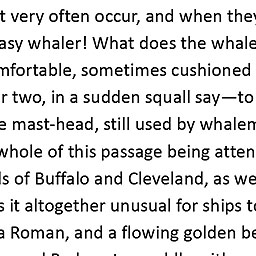 t very often occur, and when they
asy whaler! What does the whale
mfortable, sometimes cushioned
r two, in a sudden squall say—to
e mast-head, still used by whalem
whole of this passage being atten
ls of Buffalo and Cleveland, as we
s it altogether unusual for ships to
a Roman, and a flowing golden be